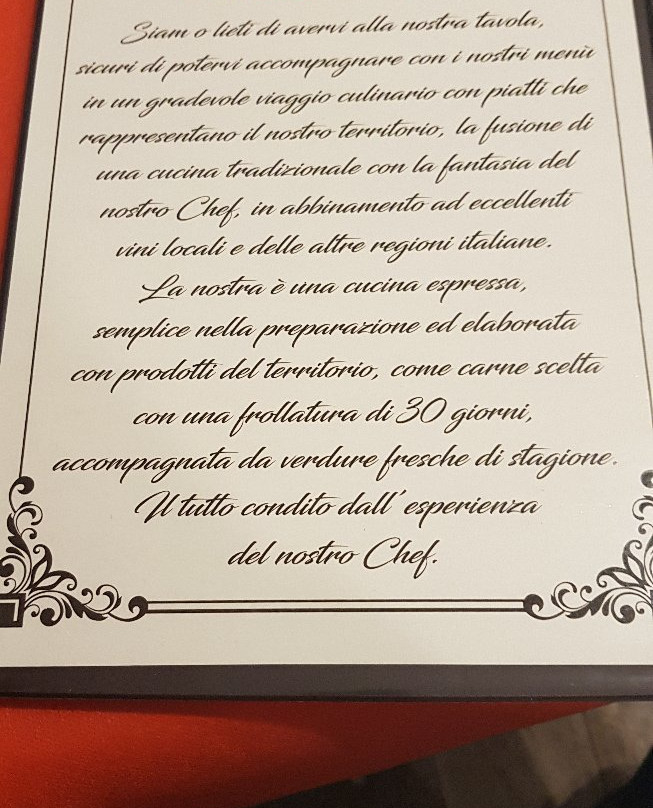 Siam o lieti di avervi alla nostra tavola,
sicuri di potervi accompagnare con i nostri menù
in un gradevole viaggio culinario con piatti che
rappresentano il nostro territorio, la fusione di
una cucina tradizionale con la fantasia del
nostro Chef, in abbinamento ad eccellenti
vini locali e delle altre regioni italiane.
La nostra è una cucina espressa,
semplice nella preparazione ed elaborata
con prodotti del territorio, come carne scelta
con una frollatura di 30 giorni,
accompagnata da verdure fresche di stagione.
Il tutto condito dall' esperienza
del nostro Chef.